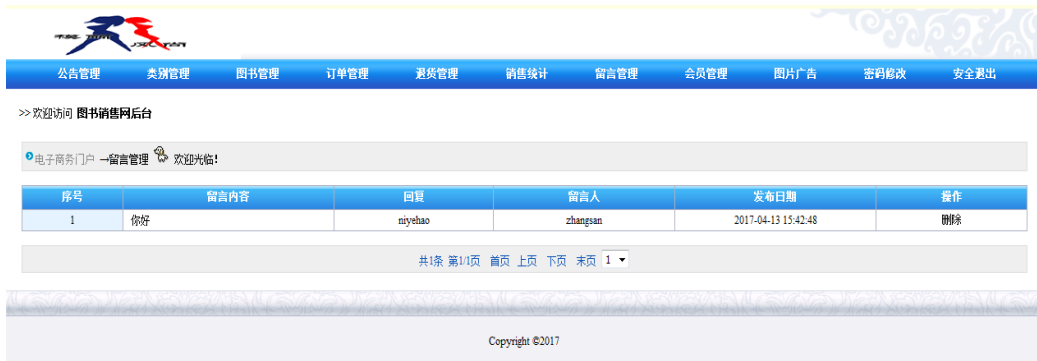 公告管理 类别管理 图书管理 订单管理 退货管理 销售统计 留言管理 会员管理 图片广告 密码修改 安全退出
>> 欢迎访问 图书销售网后台
电子商务门户 →留言管理 欢迎光临!
序号 留言内容 回复 留言人 发布日期 操作
1 你好 niyehao zhangsan 2017-04-13 15:42:48 删除
共1条 第1/1页 首页 上页 下页 末页 1
Copyright ©2017